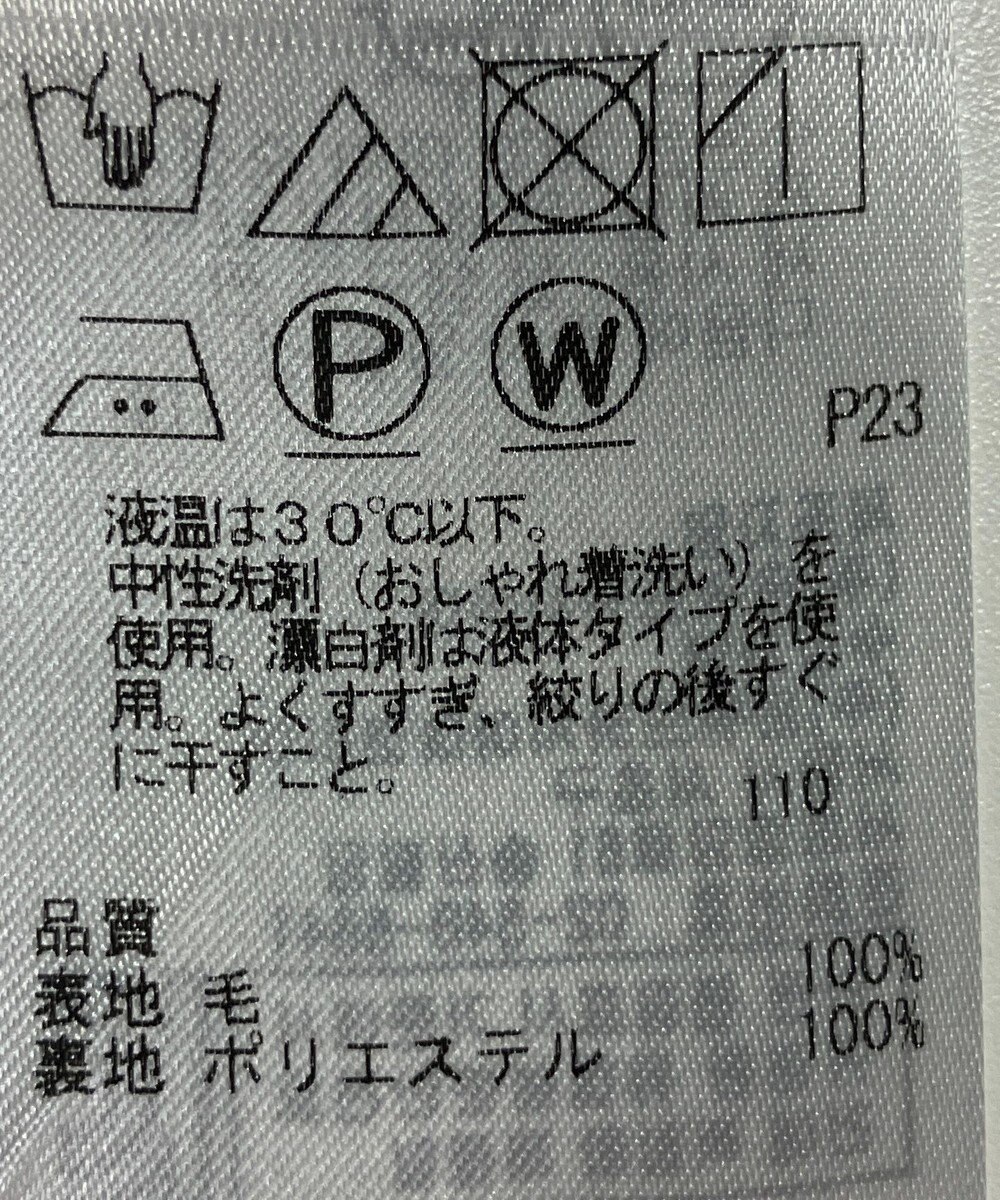 P
W
P23
液温は30℃以下。
中性洗剤（おしゃれ着洗い）を
使用。漂白剤は液体タイプを使
用。よくすすぎ、絞りの後すぐ
に干すこと。
110
品質
表地 毛 100%
裏地 ポリエステル 100%